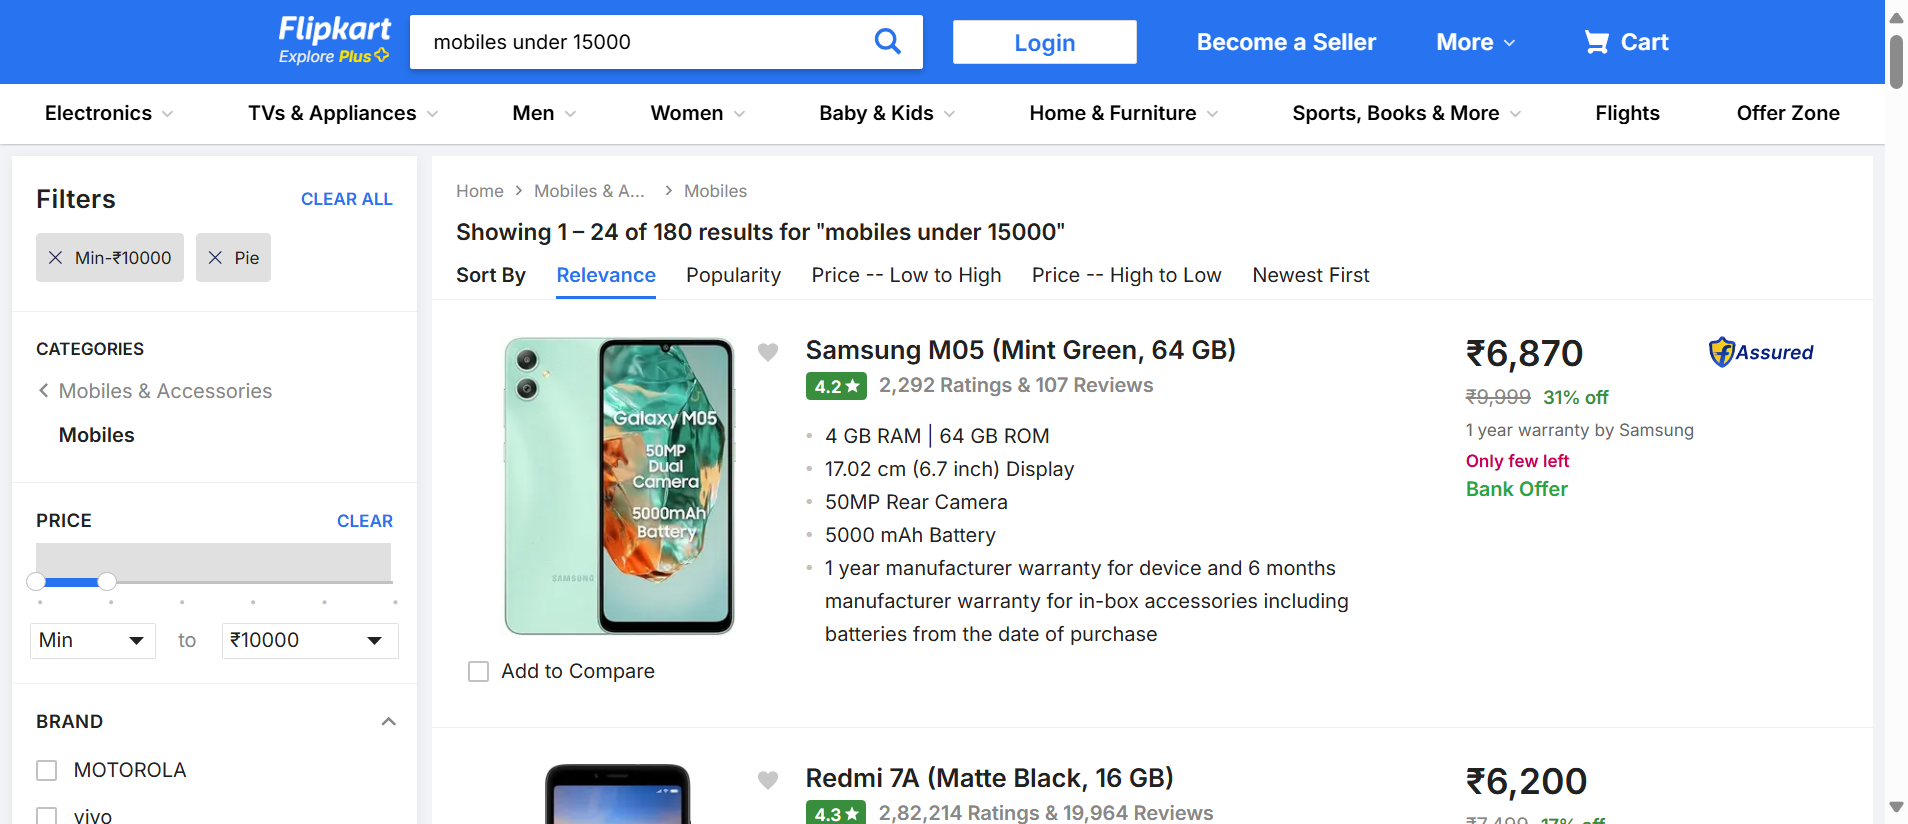 Flipkart
Explore Plus
mobiles under 15000
Login
Become a Seller
More
Cart
Electronics
TVs & Appliances
Men
Women
Baby & Kids
Home & Furniture
Sports, Books & More
Flights
Offer Zone
Filters
CLEAR ALL
Min-₹10000
Pie
CATEGORIES
Mobiles & Accessories
Mobiles
PRICE
CLEAR
Min
to
₹10000
BRAND
MOTOROLA
vivo
Home
Mobiles & A...
Mobiles
Showing 1 – 24 of 180 results for "mobiles under 15000"
Sort By
Relevance
Popularity
Price -- Low to High
Price -- High to Low
Newest First
Galaxy M05
50MP
Dual
Camera
5000mAh
Battery
SAMSUNG
Add to Compare
Samsung M05 (Mint Green, 64 GB)
4.2★
2,292 Ratings & 107 Reviews
4 GB RAM | 64 GB ROM
17.02 cm (6.7 inch) Display
50MP Rear Camera
5000 mAh Battery
1 year manufacturer warranty for device and 6 months
manufacturer warranty for in-box accessories including
batteries from the date of purchase
₹6,870
Assured
₹9,999 31% off
1 year warranty by Samsung
Only few left
Bank Offer
Redmi 7A (Matte Black, 16 GB)
4.3★
2,82,214 Ratings & 19,964 Reviews
₹6,200
₹7,499 17% off